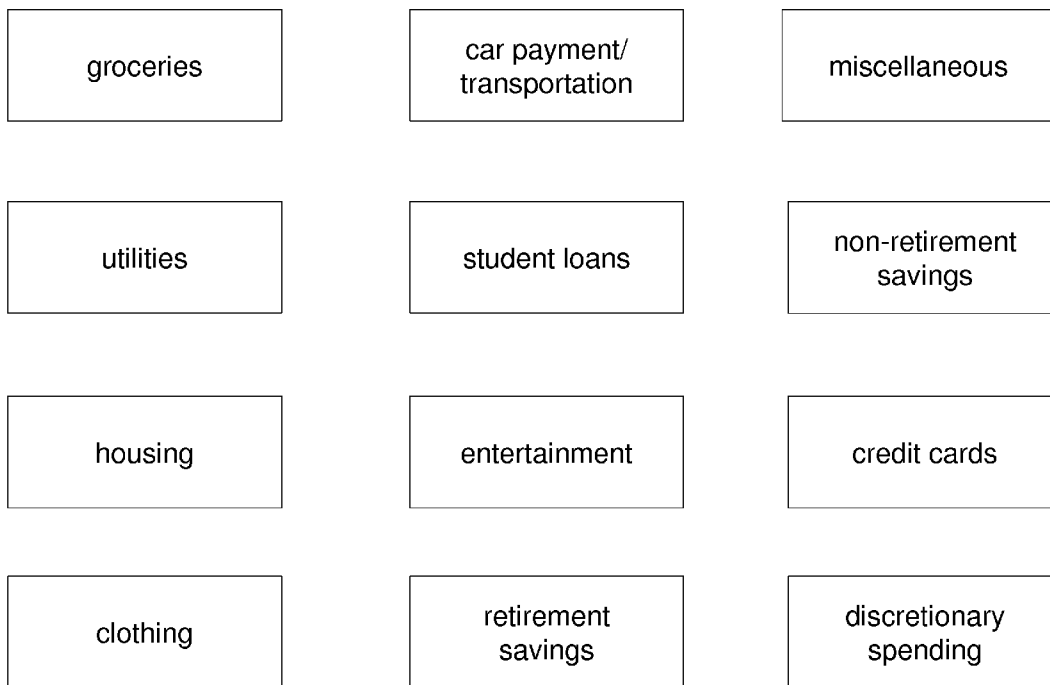 groceries
car payment/
transportation
miscellaneous
utilities
student loans
non-retirement
savings
housing
entertainment
credit cards
clothing
retirement
savings
discretionary
spending